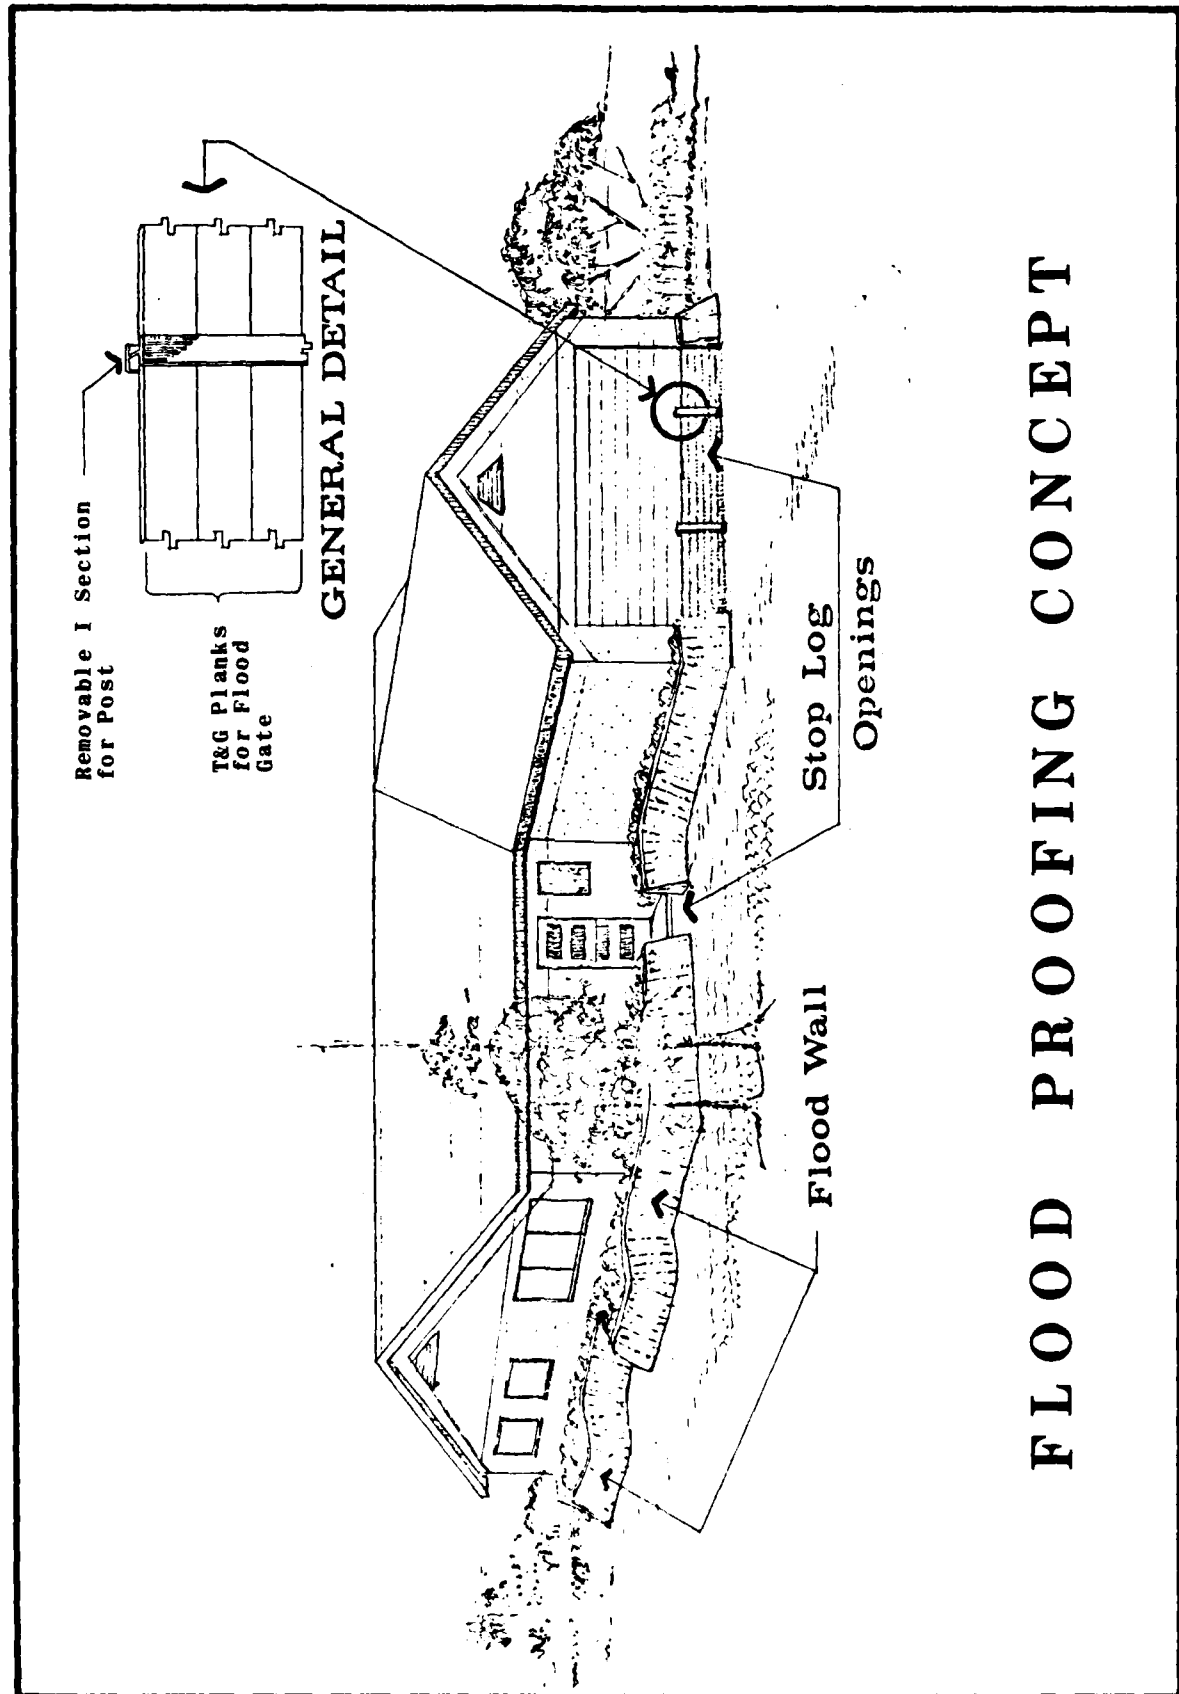 Removable I Section
for Post
T&G Planks
for Flood
Gate
GENERAL DETAIL
Stop Log
Openings
Flood Wall
FLOOD PROOFING CONCEPT